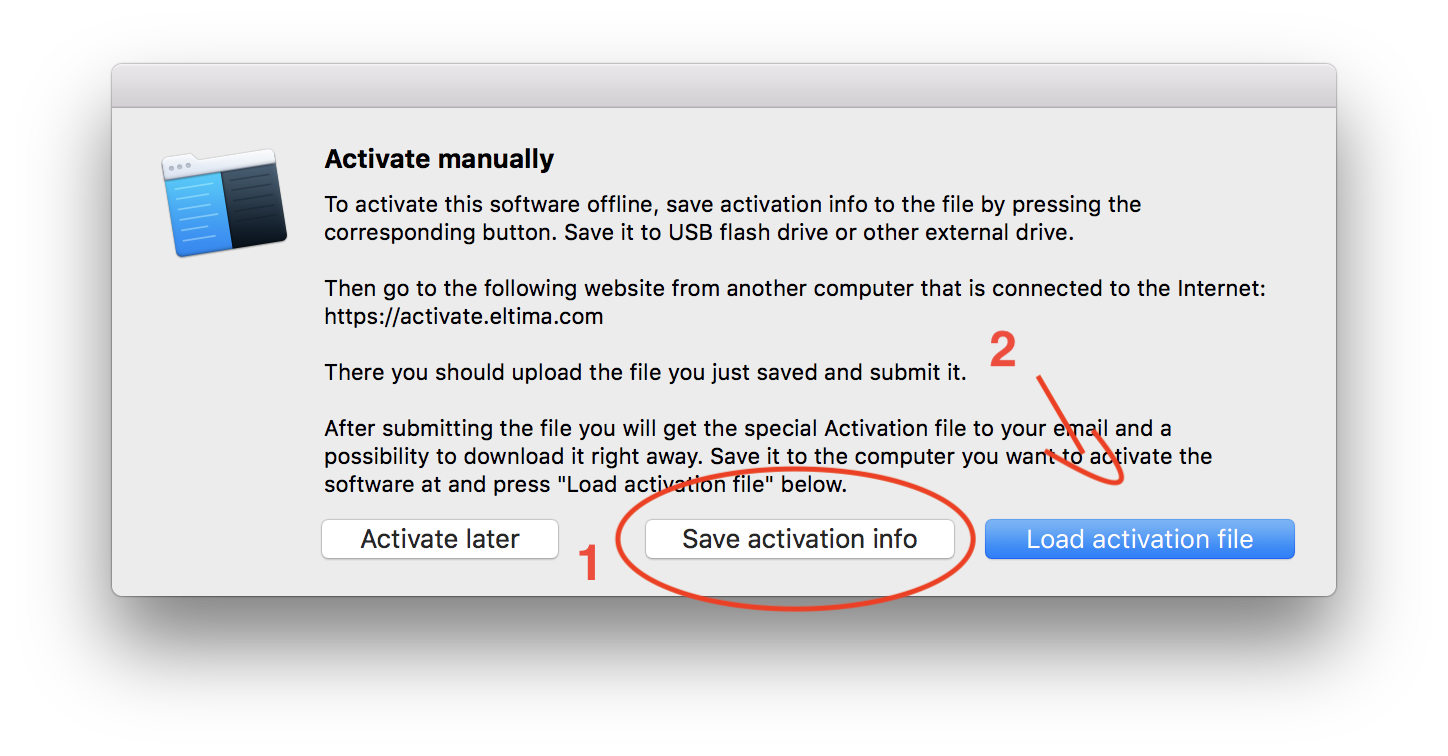 Activate manually
To activate this software offline, save activation info to the file by pressing the
corresponding button. Save it to USB flash drive or other external drive.
Then go to the following website from another computer that is connected to the Internet:
https://activate.eltima.com
There you should upload the file you just saved and submit it.
2
After submitting the file you will get the special Activation file to your email and a
possibility to download it right away. Save it to the computer you want to activate the
software at and press "Load activation file" below.
Activate later
1
Save activation info
Load activation file